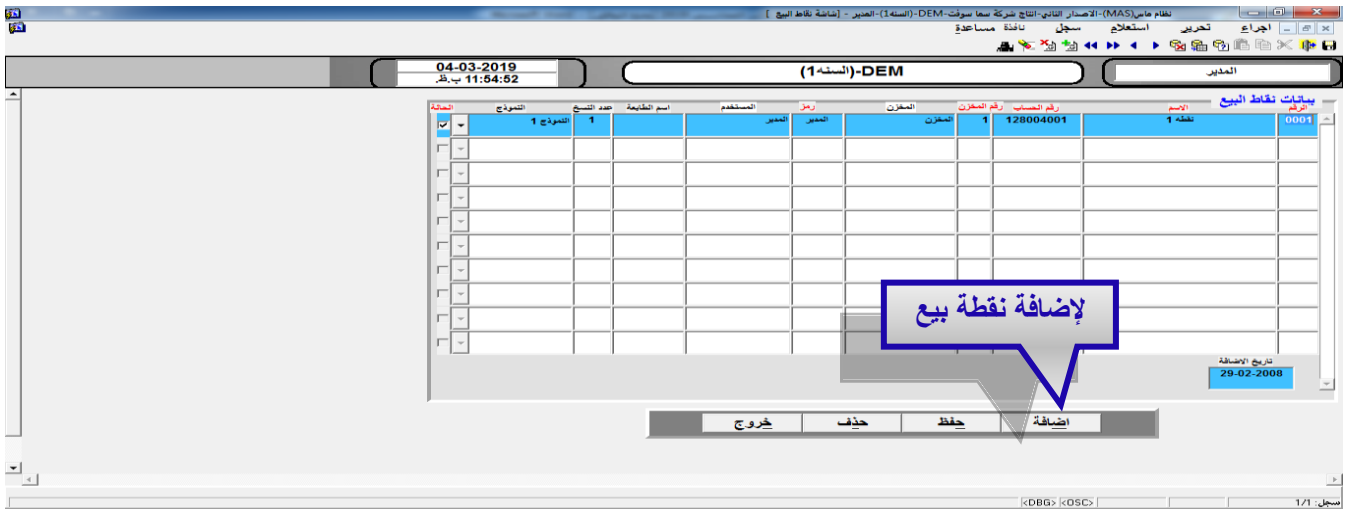 نظام ماس(MAS)-الاصدار الثاني-انتاج شركة سما سوفت-DEM-(السنه1)-المدير - [شاشة نقاط البيع ]
اجراء تحرير استعلام سجل نافذة مساعدة
المدير
DEM-(السنه1)
04-03-2019
11:54:52 ب.ظ.
بيانات نقاط البيع
الرقم الاسم رقم الحساب رقم المخزن المخزن رمز المستخدم اسم الطابعة عدد النسخ النموذج الحالة
0001 نقطه 1 128004001 1 المخزن المدير المدير 1 النموذج 1
لإضافة نقطة بيع
تاريخ الاضافة
29-02-2008
اضافة حفظ حذف خروج
سجل: 1/1 <OSC> <DBG>